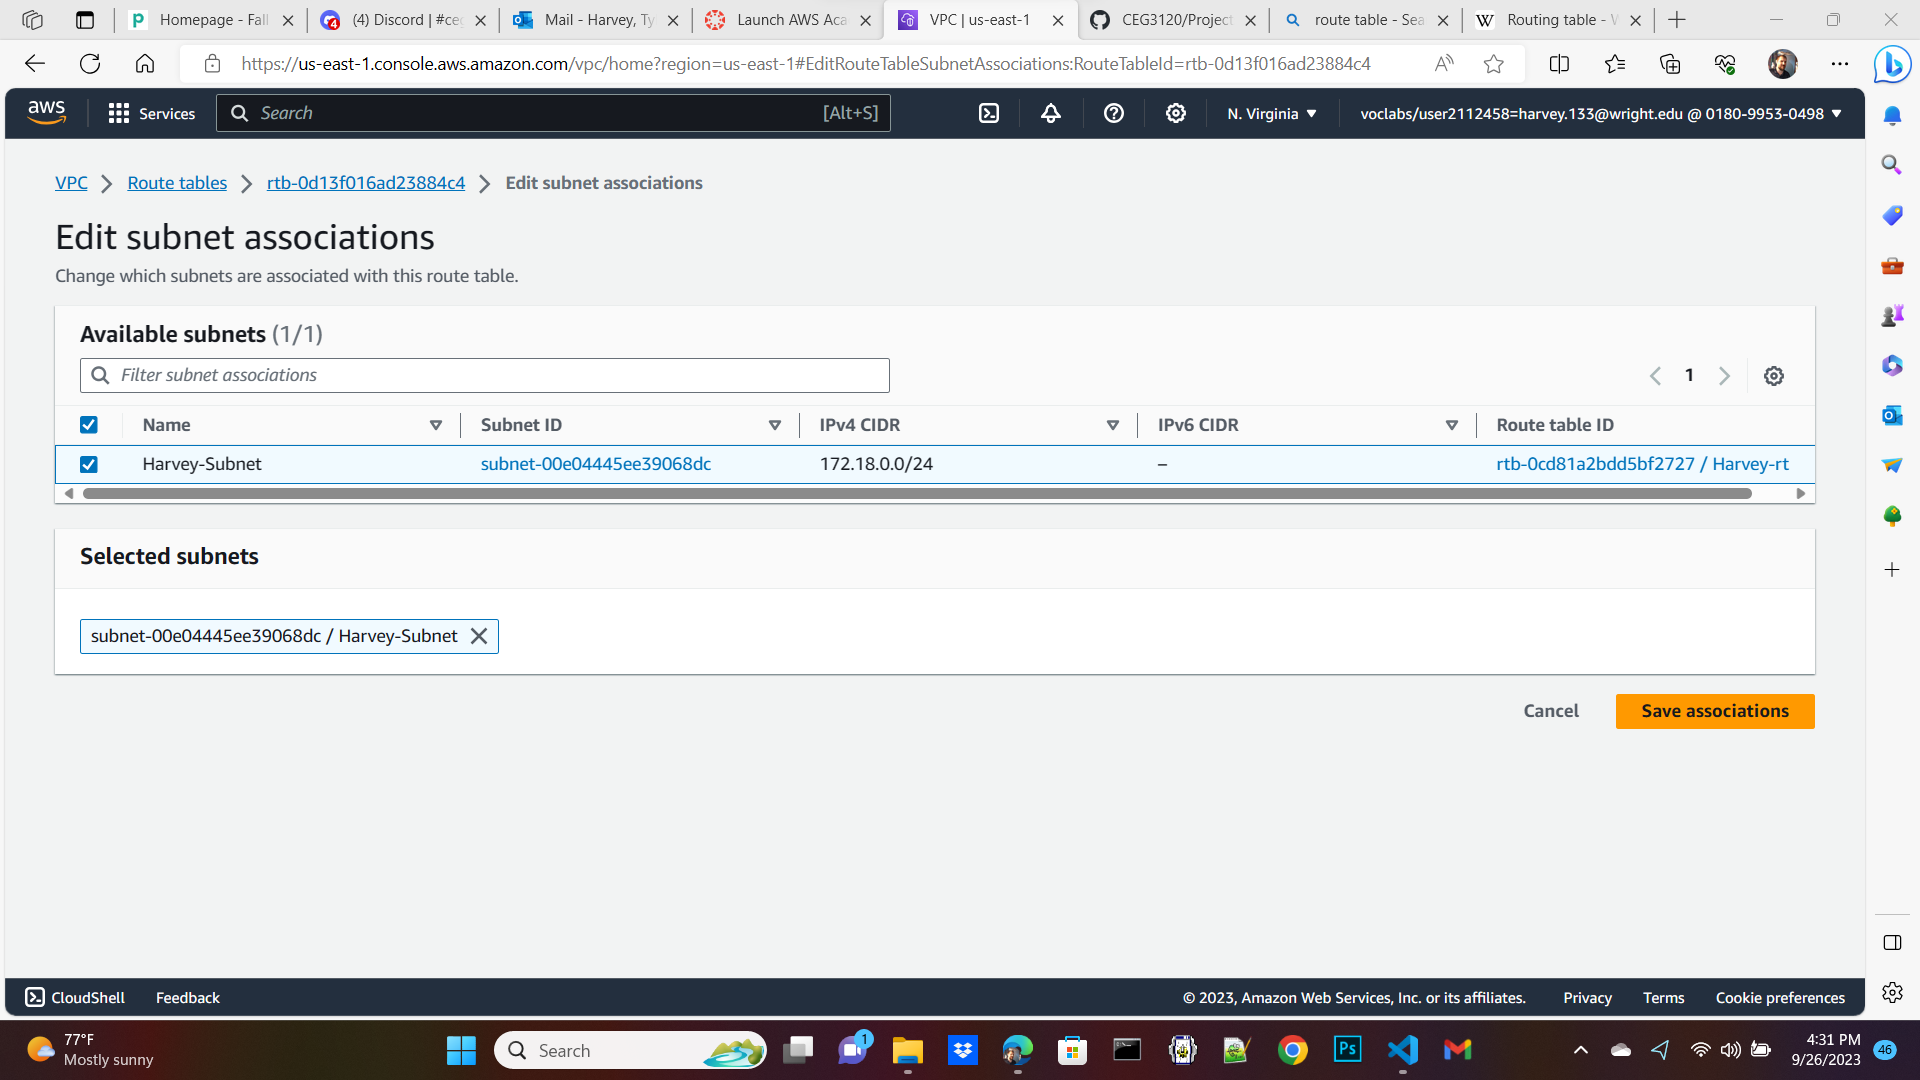 Homepage - Fall
(4) Discord | #ceg
Mail - Harvey, Ty
Launch AWS Aca
VPC | us-east-1
CEG3120/Project
route table - Sea
Routing table - W
https://us-east-1.console.aws.amazon.com/vpc/home?region=us-east-1#EditRouteTableSubnetAssociations:RouteTableId=rtb-0d13f016ad23884c4
aws
Services
Search
[Alt+S]
N. Virginia
voclabs/user2112458=harvey.133@wright.edu @ 0180-9953-0498
VPC
Route tables
rtb-0d13f016ad23884c4
Edit subnet associations
Edit subnet associations
Change which subnets are associated with this route table.
Available subnets (1/1)
Filter subnet associations
1
Name
Subnet ID
IPv4 CIDR
IPv6 CIDR
Route table ID
Harvey-Subnet
subnet-00e04445ee39068dc
172.18.0.0/24
–
rtb-0cd81a2bdd5bf2727 / Harvey-rt
Selected subnets
subnet-00e04445ee39068dc / Harvey-Subnet
Cancel
Save associations
CloudShell
Feedback
© 2023, Amazon Web Services, Inc. or its affiliates.
Privacy
Terms
Cookie preferences
77°F
Mostly sunny
Search
1
Ps
4:31 PM
9/26/2023
46